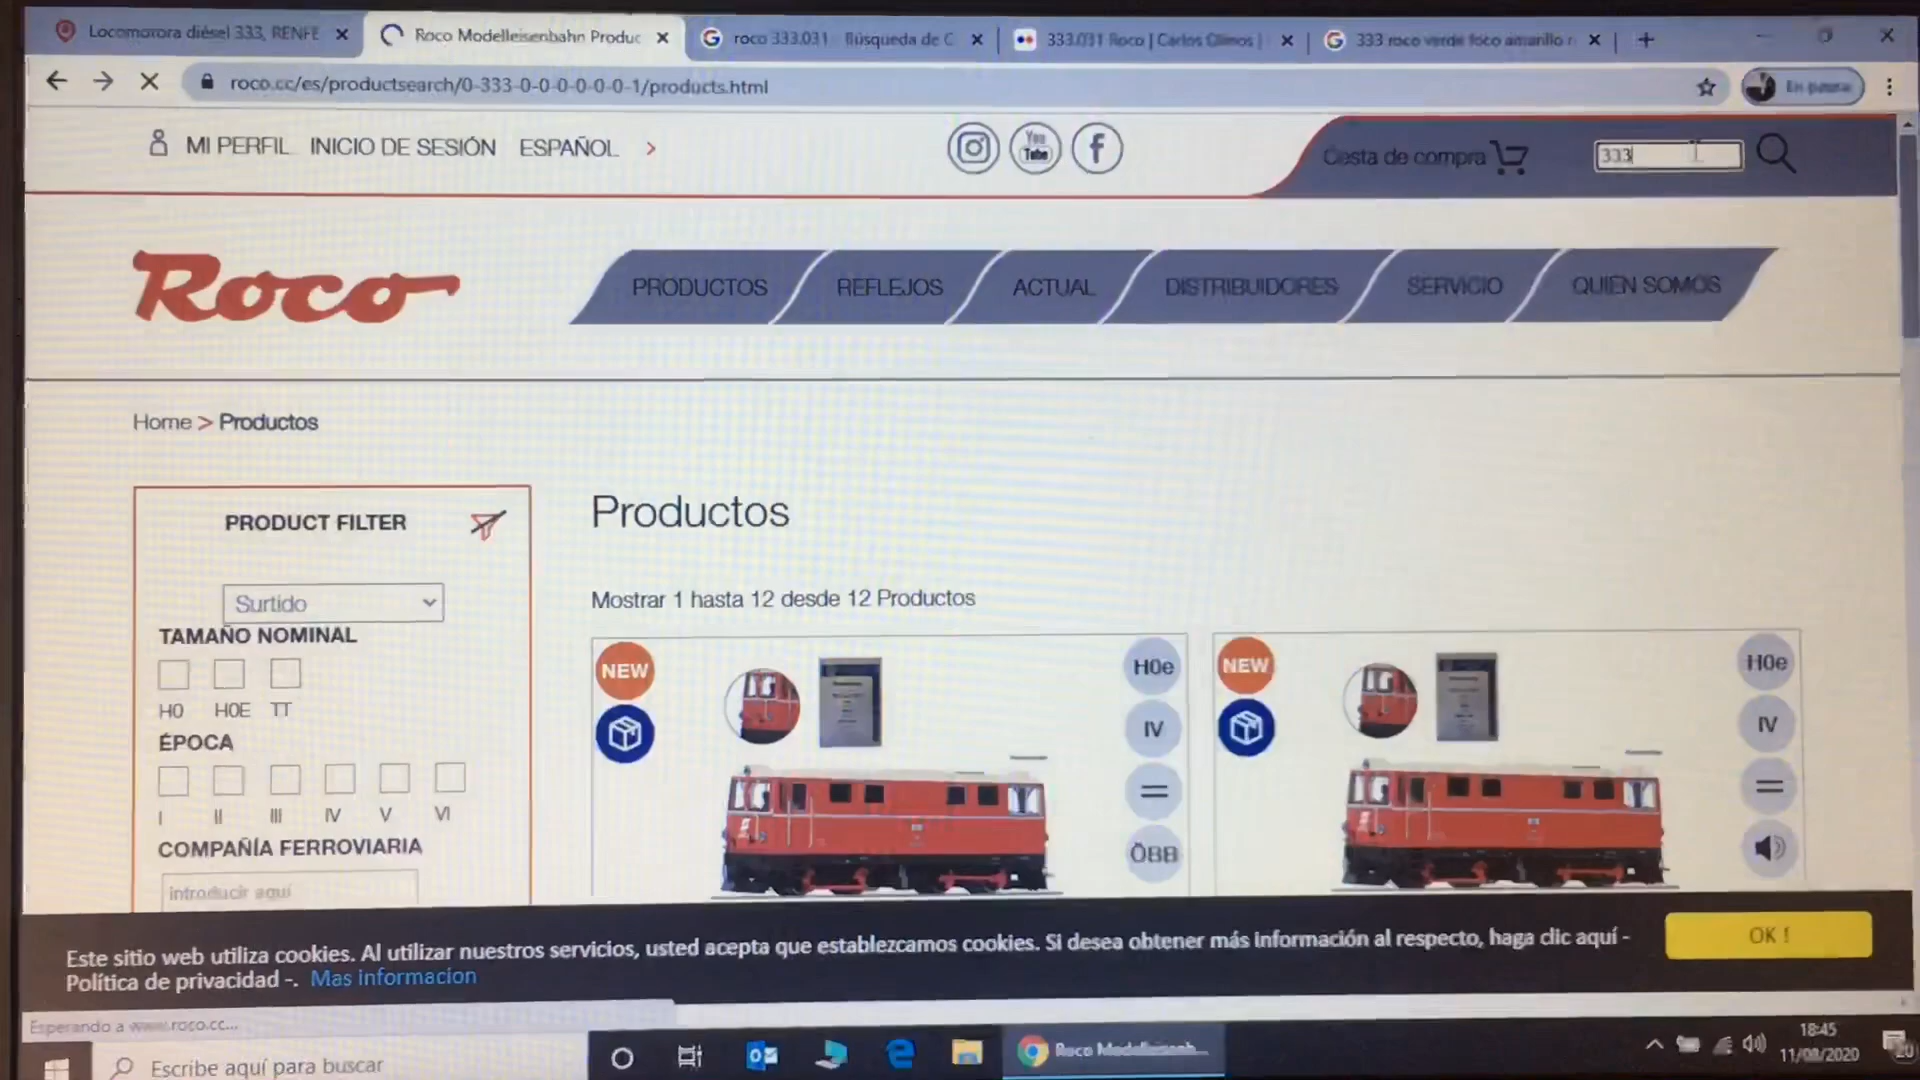 Locomotora diésel 333, RENFE
Roco Modelleisenbahn Produc
roco 333.031 - Búsqueda de G
333.031 Roco | Carlos Olmos |
333 roco verde foco amarillo r
roco.cc/es/productsearch/0-333-0-0-0-0-0-0-1/products.html
En pausa
MI PERFIL INICIO DE SESIÓN ESPAÑOL >
You Tube
Cesta de compra
333
Roco
PRODUCTOS REFLEJOS ACTUAL DISTRIBUIDORES SERVICIO QUIEN SOMOS
Home > Productos
PRODUCT FILTER
Surtido
TAMAÑO NOMINAL
H0 H0E TT
ÉPOCA
I II III IV V VI
COMPAÑÍA FERROVIARIA
introducir aquí
Productos
Mostrar 1 hasta 12 desde 12 Productos
NEW
H0e
IV
ÖBB
NEW
H0e
IV
Este sitio web utiliza cookies. Al utilizar nuestros servicios, usted acepta que establezcamos cookies. Si desea obtener más información al respecto, haga clic aquí -
Política de privacidad -. Mas informacion
OK !
Esperando a www.roco.cc...
Escribe aquí para buscar
Roco Modelleisenb...
18:45
11/08/2020
20